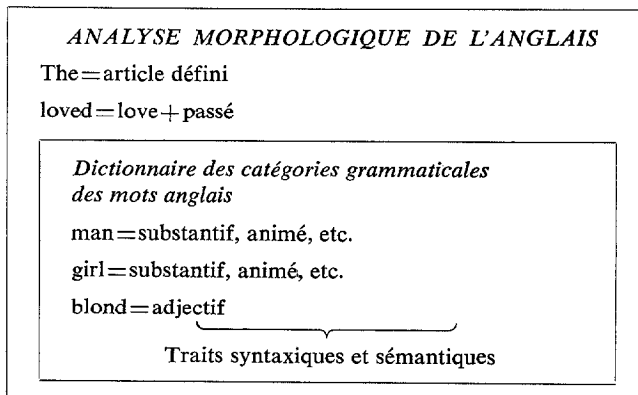 ANALYSE MORPHOLOGIQUE DE L'ANGLAIS
The=article défini
loved=love+passé
Dictionnaire des catégories grammaticales
des mots anglais
man=substantif, animé, etc.
girl=substantif, animé, etc.
blond=adjectif
Traits syntaxiques et sémantiques